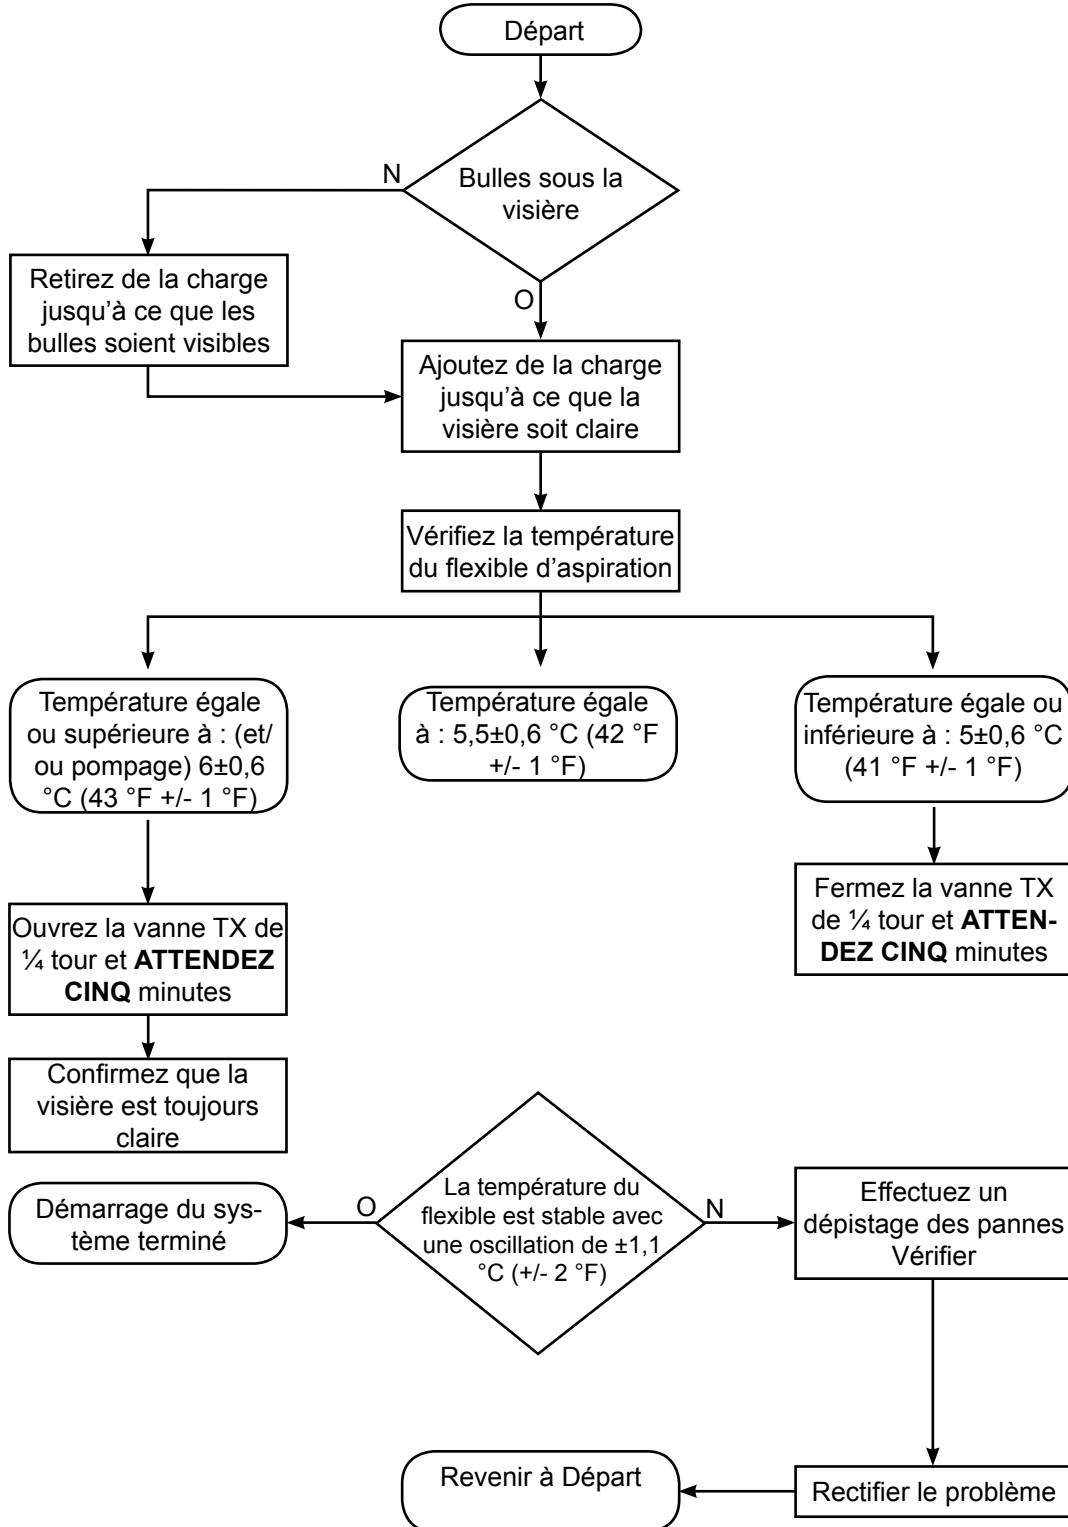 Départ
Bulles sous la
visière
N
O
Retirez de la charge
jusqu'à ce que les
bulles soient visibles
Ajoutez de la charge
jusqu'à ce que la
visière soit claire
Vérifiez la température
du flexible d'aspiration
Température égale
ou supérieure à : (et/
ou pompage) 6±0,6
°C (43 °F +/- 1 °F)
Température égale
à : 5,5±0,6 °C (42 °F
+/- 1 °F)
Température égale ou
inférieure à : 5±0,6 °C
(41 °F +/- 1 °F)
Ouvrez la vanne TX de
¼ tour et ATTENDEZ
CINQ minutes
Fermez la vanne TX
de ¼ tour et ATTEN-
DEZ CINQ minutes
Confirmez que la
visière est toujours
claire
La température du
flexible est stable avec
une oscillation de ±1,1
°C (+/- 2 °F)
O
N
Démarrage du sys-
tème terminé
Effectuez un
dépistage des pannes
Vérifier
Revenir à Départ
Rectifier le problème